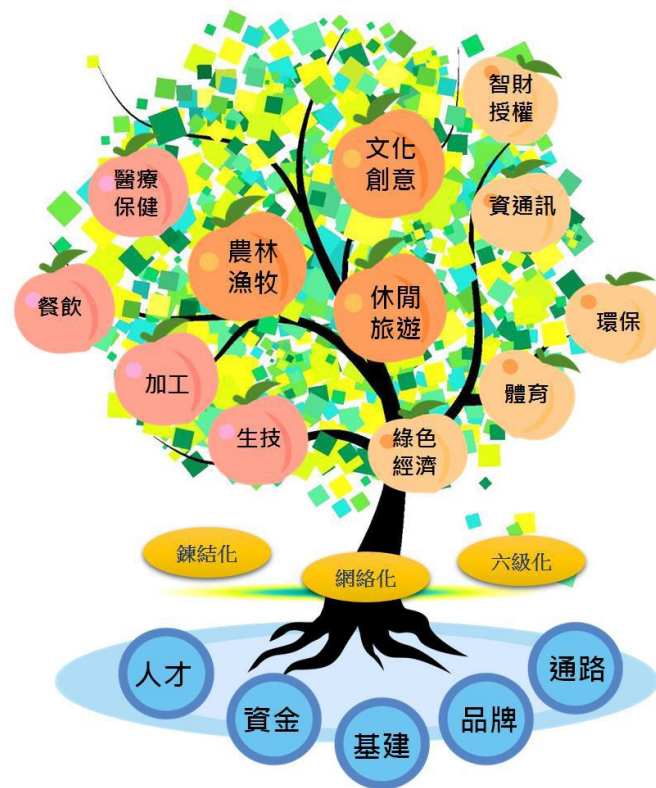 智財
授權
文化
創意
醫療
保健
資通訊
農林
漁牧
休閒
旅遊
餐飲
環保
加工
體育
生技
綠色
經濟
鍊結化
網絡化
六級化
人才
資金
基建
品牌
通路